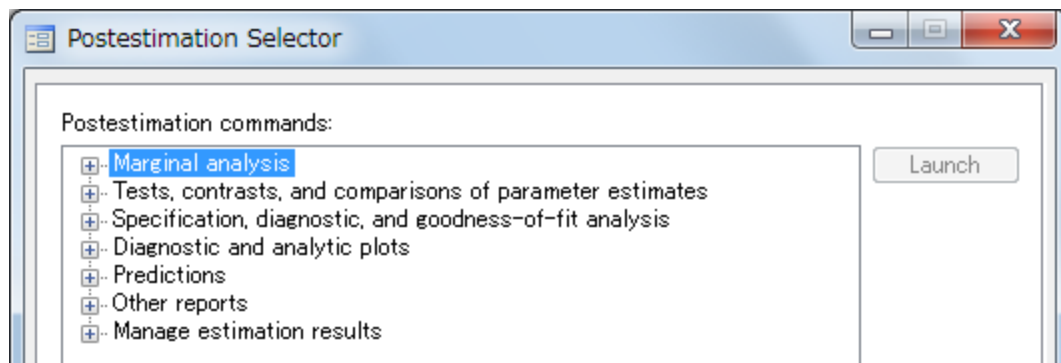 Postestimation Selector
Postestimation commands:
Marginal analysis
Launch
Tests, contrasts, and comparisons of parameter estimates
Specification, diagnostic, and goodness-of-fit analysis
Diagnostic and analytic plots
Predictions
Other reports
Manage estimation results